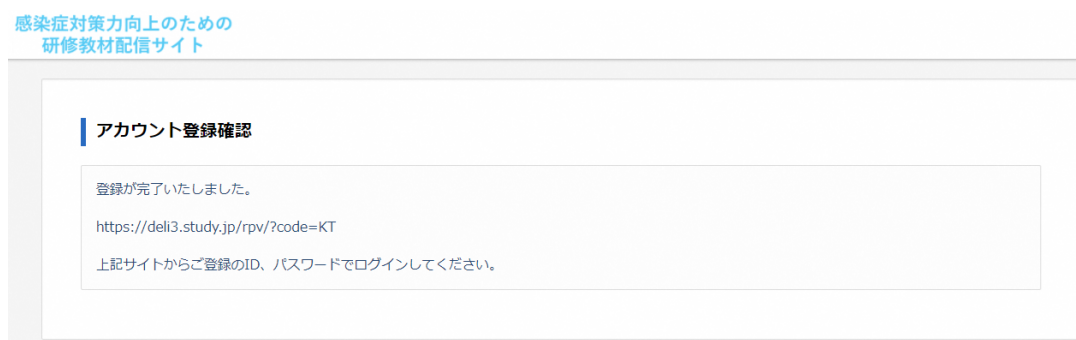 感染症対策力向上のための
研修教材配信サイト
アカウント登録確認
登録が完了いたしました。
https://deli3.study.jp/rpv/?code=KT
上記サイトからご登録のID、パスワードでログインしてください。